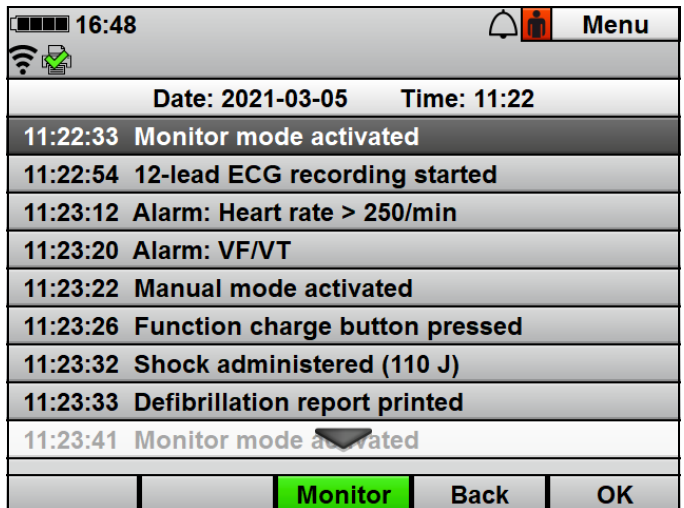 16:48
Menu
Date: 2021-03-05 Time: 11:22
11:22:33 Monitor mode activated
11:22:54 12-lead ECG recording started
11:23:12 Alarm: Heart rate > 250/min
11:23:20 Alarm: VF/VT
11:23:22 Manual mode activated
11:23:26 Function charge button pressed
11:23:32 Shock administered (110 J)
11:23:33 Defibrillation report printed
11:23:41 Monitor mode activated
Monitor Back OK